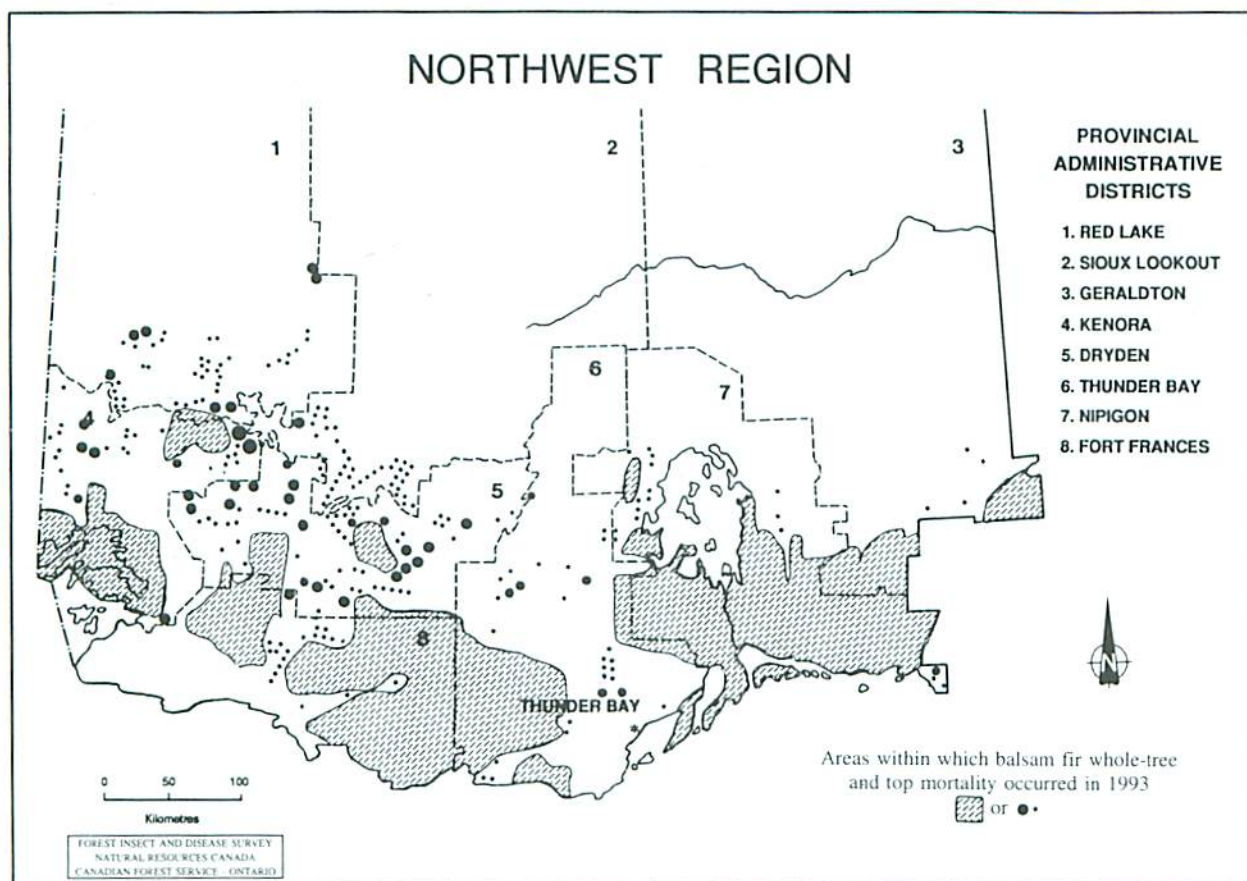 NORTHWEST REGION
1
2
3
PROVINCIAL
ADMINISTRATIVE
DISTRICTS
1. RED LAKE
2. SIOUX LOOKOUT
3. GERALDTON
4. KENORA
5. DRYDEN
6. THUNDER BAY
7. NIPIGON
8. FORT FRANCES
6
7
4
5
8
THUNDER BAY
N
Areas within which balsam fir whole-tree
and top mortality occurred in 1993
or
0 50 100
Kilometres
FOREST INSECT AND DISEASE SURVEY
NATURAL RESOURCES CANADA
CANADIAN FOREST SERVICE - ONTARIO